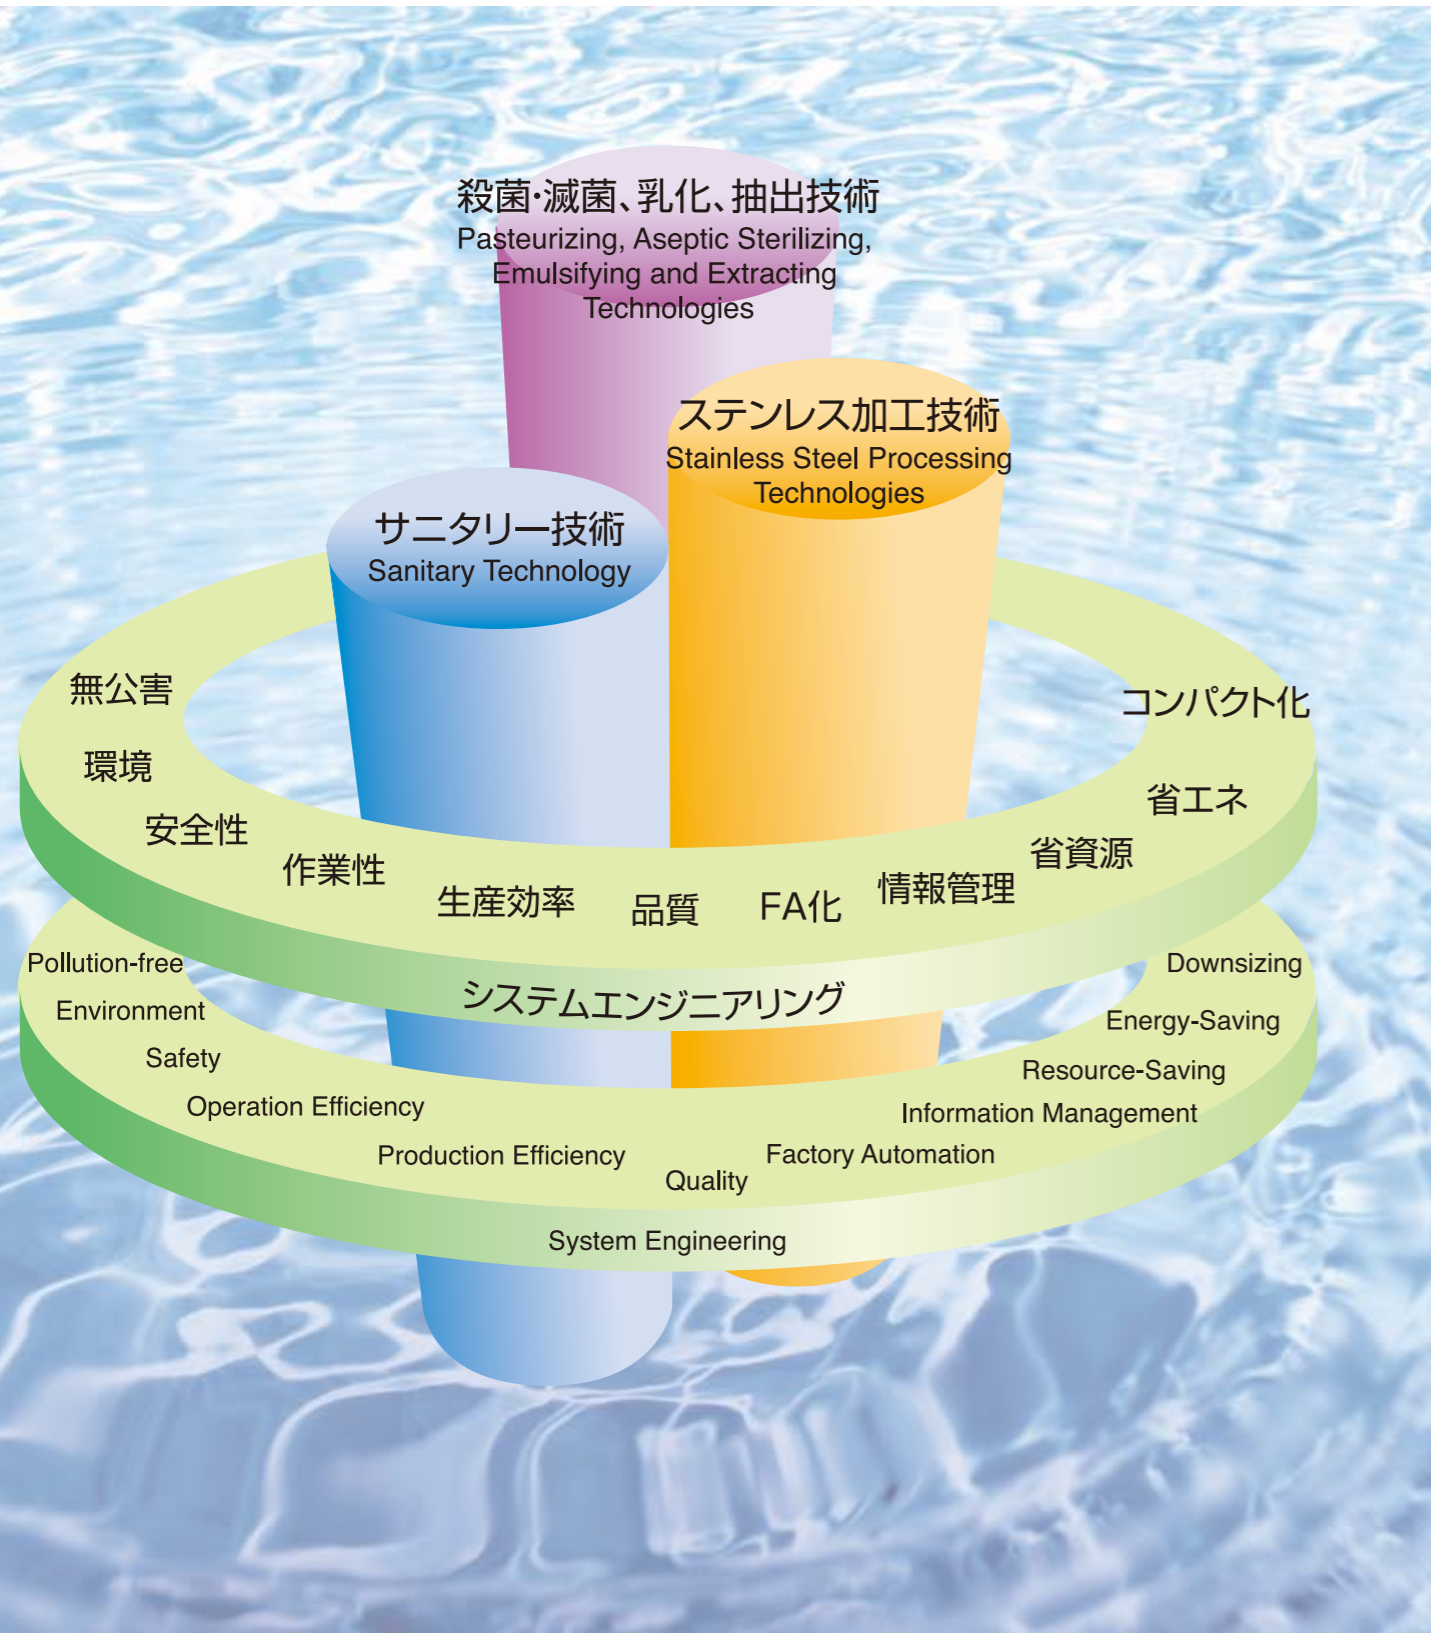 殺菌・滅菌、乳化、抽出技術
Pasteurizing, Aseptic Sterilizing,
Emulsifying and Extracting
Technologies
ステンレス加工技術
Stainless Steel Processing
Technologies
サニタリー技術
Sanitary Technology
無公害
環境
安全性
作業性
生産効率
品質
FA化
情報管理
省資源
省エネ
コンパクト化
システムエンジニアリング
Pollution-free
Environment
Safety
Operation Efficiency
Production Efficiency
Quality
Factory Automation
Information Management
Resource-Saving
Energy-Saving
Downsizing
System Engineering